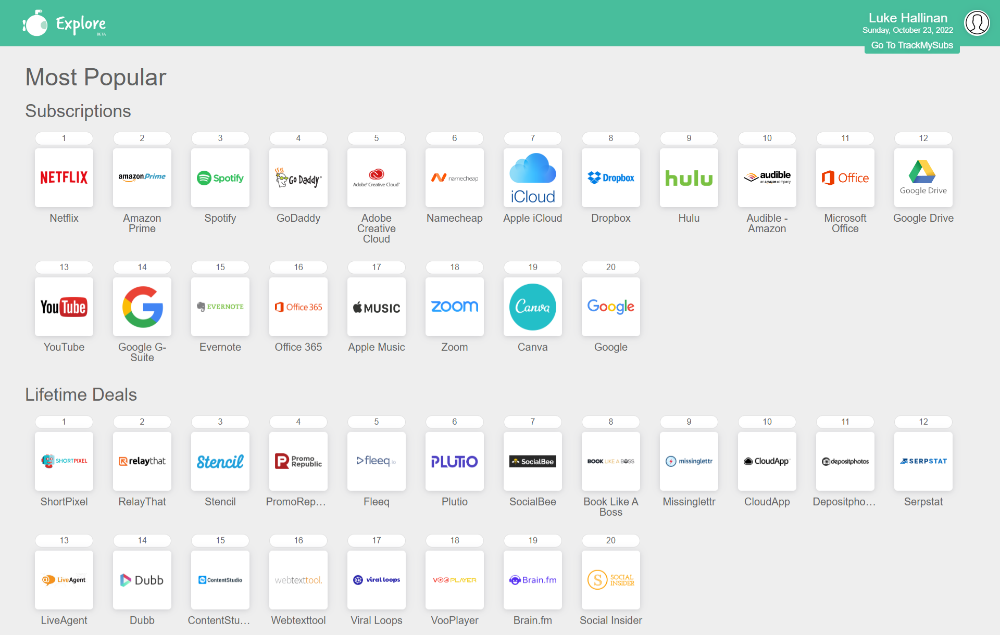 Explore
BETA
Luke Hallinan
Sunday, October 23, 2022
Go To TrackMySubs
Most Popular
Subscriptions
1 2 3 4 5 6 7 8 9 10 11 12
NETFLIX amazonPrime Spotify Go Daddy™ Adobe® Creative Cloud™ namecheap iCloud Dropbox hulu audible an amazon company Office Google Drive
Netflix Amazon Prime Spotify GoDaddy Adobe Creative Cloud Namecheap Apple iCloud Dropbox Hulu Audible - Amazon Microsoft Office Google Drive
13 14 15 16 17 18 19 20
YouTube G EVERNOTE Office 365 MUSIC zoom Canva Google
YouTube Google G-Suite Evernote Office 365 Apple Music Zoom Canva Google
Lifetime Deals
1 2 3 4 5 6 7 8 9 10 11 12
SHORTPIXEL relaythat Stencil Promo Republic fleeq.io PLUTIO SocialBee BOOK LIKE A BOSS missinglettr CloudApp depositphotos SERPSTAT
ShortPixel RelayThat Stencil PromoRep... Fleeq Plutio SocialBee Book Like A Boss Missinglettr CloudApp Depositpho... Serpstat
13 14 15 16 17 18 19 20
LiveAgent Dubb ContentStudio webtexttool. viral loops VOOPLAYER Brain.fm S SOCIAL INSIDER
LiveAgent Dubb ContentStu... Webtexttool Viral Loops VooPlayer Brain.fm Social Insider